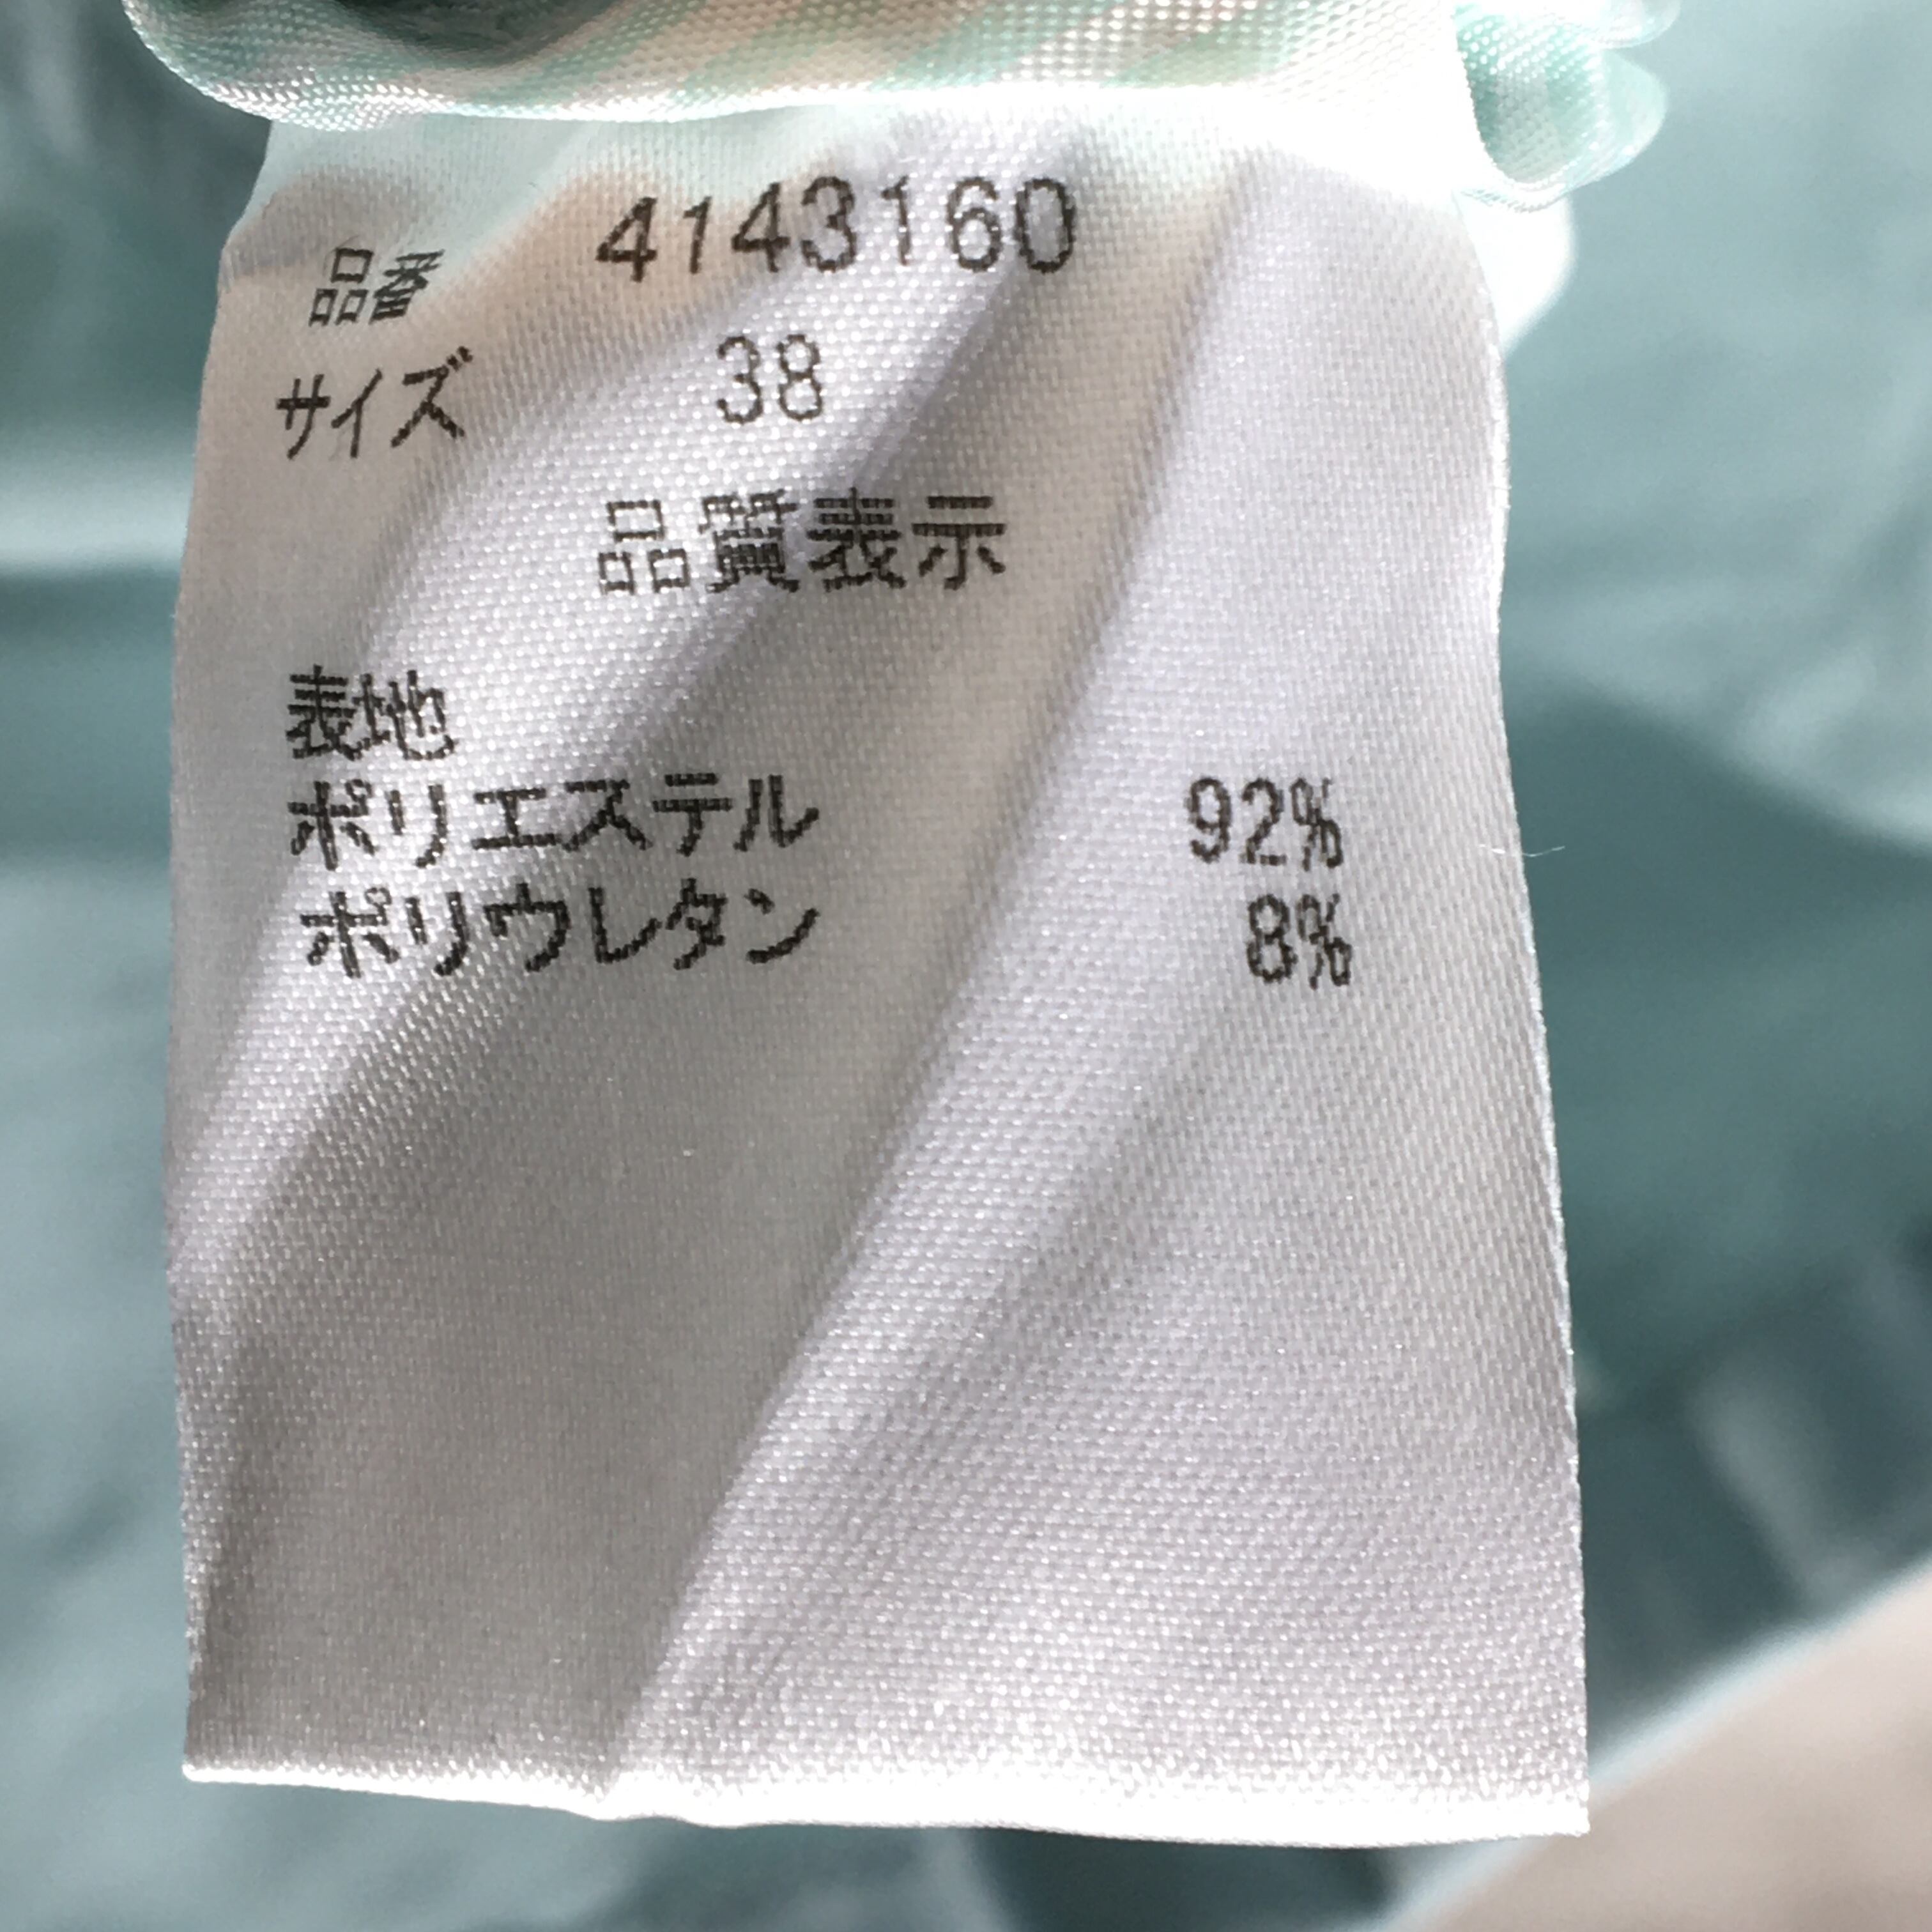 品番 4143160
サイズ 38
品質表示
表地
ポリエステル 92%
ポリウレタン 8%